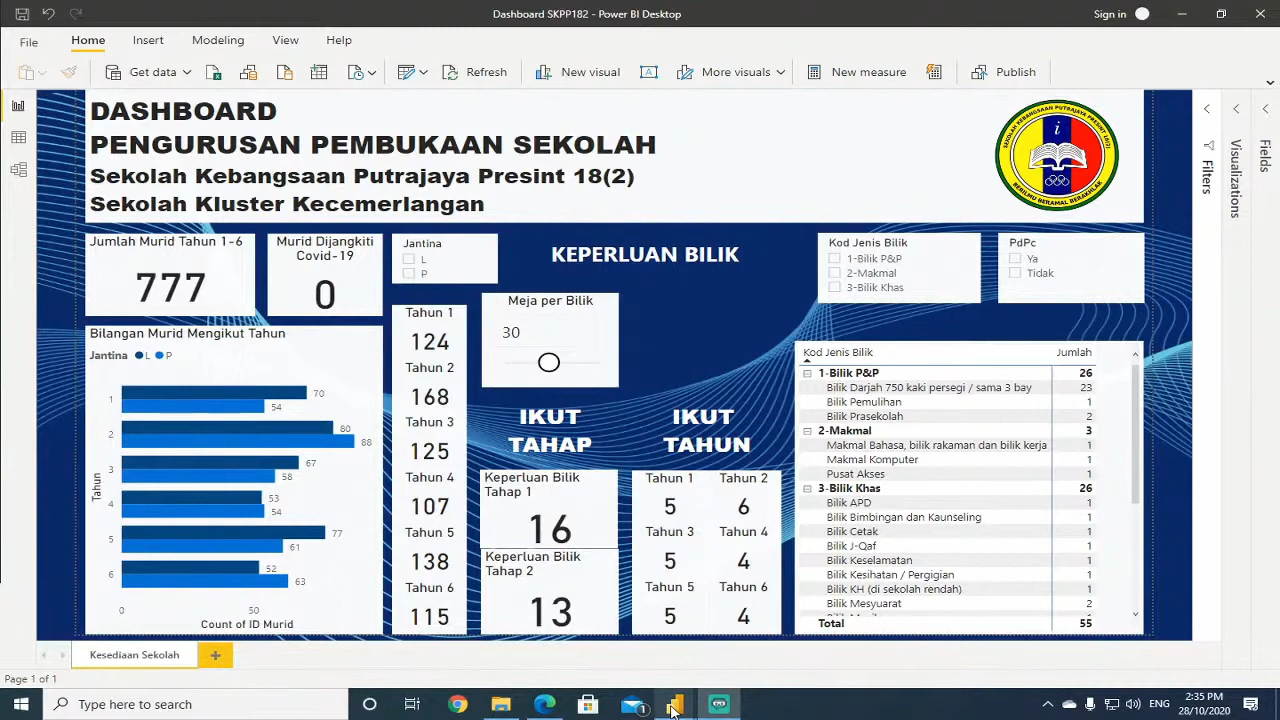 Dashboard SKPP182 - Power BI Desktop
Sign in
File
Home
Insert
Modeling
View
Help
Get data
Refresh
New visual
More visuals
New measure
Publish
DASHBOARD
PENGURUSAN PEMBUKAAN SEKOLAH
Sekolah Kebangsaan Putrajaya Presint 18(2)
Sekolah Kluster Kecemerlangan
SEKOLAH KEBANGSAAN PUTRAJAYA PRESINT 18(2)
BERILMU BERAMAL BERAKHLAK
Filters
Visualizations
Fields
Jumlah Murid Tahun 1-6
777
Murid Dijangkiti
Covid-19
0
Jantina
L
P
KEPERLUAN BILIK
Kod Jenis Bilik
1-Bilik P&P
2-Makmal
3-Bilik Khas
PdPc
Ya
Tidak
Bilangan Murid Mengikut Tahun
Jantina L P
Tahun
1
70
54
2
80
88
3
67
58
4
53
54
5
77
61
6
52
63
0
50
Count of ID Murid
Tahun 1
124
Tahun 2
168
Tahun 3
125
Tahun 4
107
Tahun 5
138
Tahun 6
115
Meja per Bilik
30
IKUT
TAHAP
IKUT
TAHUN
Keperluan Bilik
Tahap 1
16
Keperluan Bilik
Tahap 2
13
Tahun 1 Tahun 2
5 6
Tahun 3 Tahun 4
5 4
Tahun 5 Tahun 6
5 4
Kod Jenis Bilik Jumlah
1-Bilik P&P 26
Bilik Darjah 750 kaki persegi / sama 3 bay 23
Bilik Pemulihan 1
Bilik Prasekolah 2
2-Makmal 3
Makmal Bahasa, bilik rakaman dan bilik kerja 1
Makmal Komputer 1
Pusat Akses 1
3-Bilik Khas 26
Bilik APD 1
Bilik Bimbingan dan Kaunseling 1
Bilik Cetak 1
Bilik J-Qaf 1
Bilik Keselamatan 1
Bilik Kesihatan / Pergigian 1
Bilik KH (di sekolah rendah) 1
Bilik Mesyuarat 2
Total 55
Kesediaan Sekolah
Page 1 of 1
Type here to search
1
ENG
2:35 PM
28/10/2020